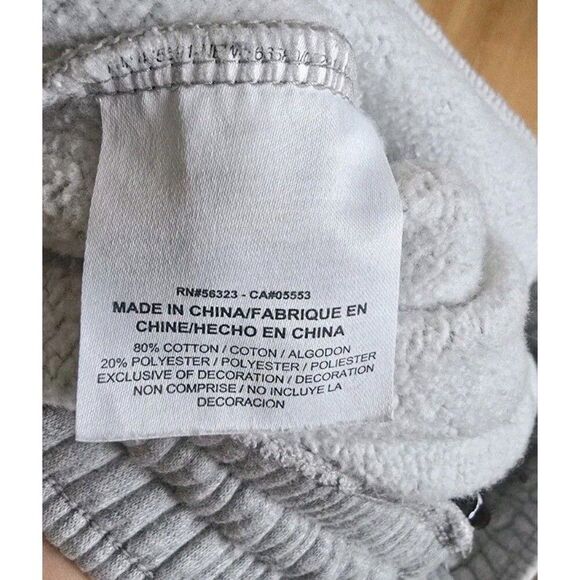 RN#56323 - CA#05553
MADE IN CHINA/FABRIQUE EN
CHINE/HECHO EN CHINA
80% COTTON / COTON / ALGODON
20% POLYESTER / POLYESTER / POLIESTER
EXCLUSIVE OF DECORATION / DECORATION
NON COMPRISE / NO INCLUYE LA
DECORACION